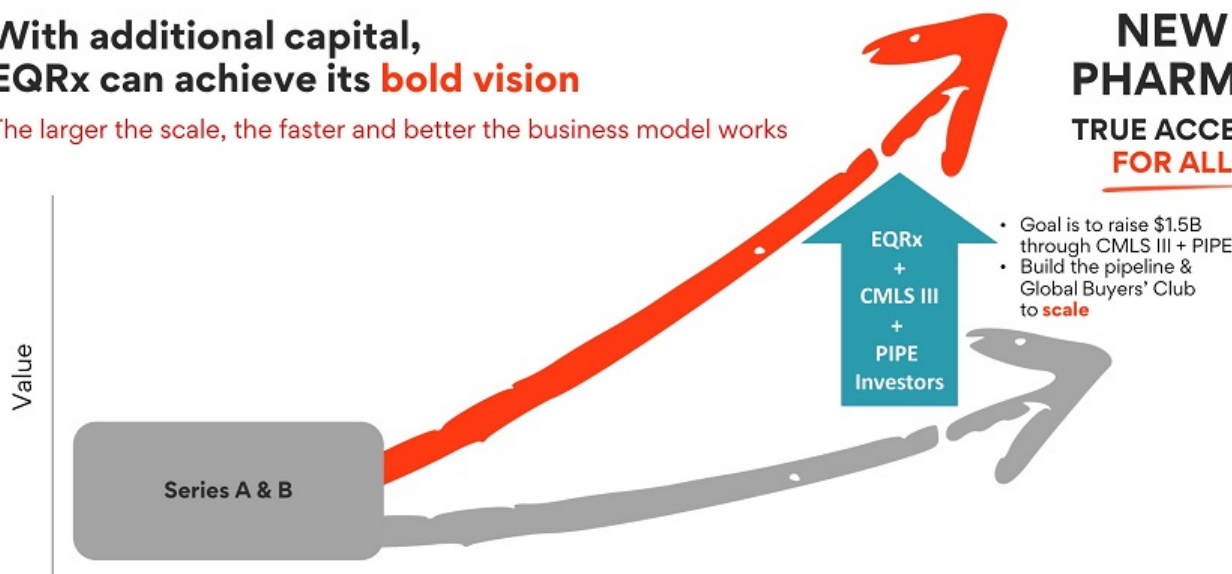 With additional capital,
EQRx can achieve its bold vision
The larger the scale, the faster and better the business model works
NEW
PHARM
TRUE ACCE
FOR ALL
EQRx
+
CMLS III
+
PIPE
Investors
• Goal is to raise $1.5B
through CMLS III + PIPE
• Build the pipeline &
Global Buyers' Club
to scale
Value
Series A & B